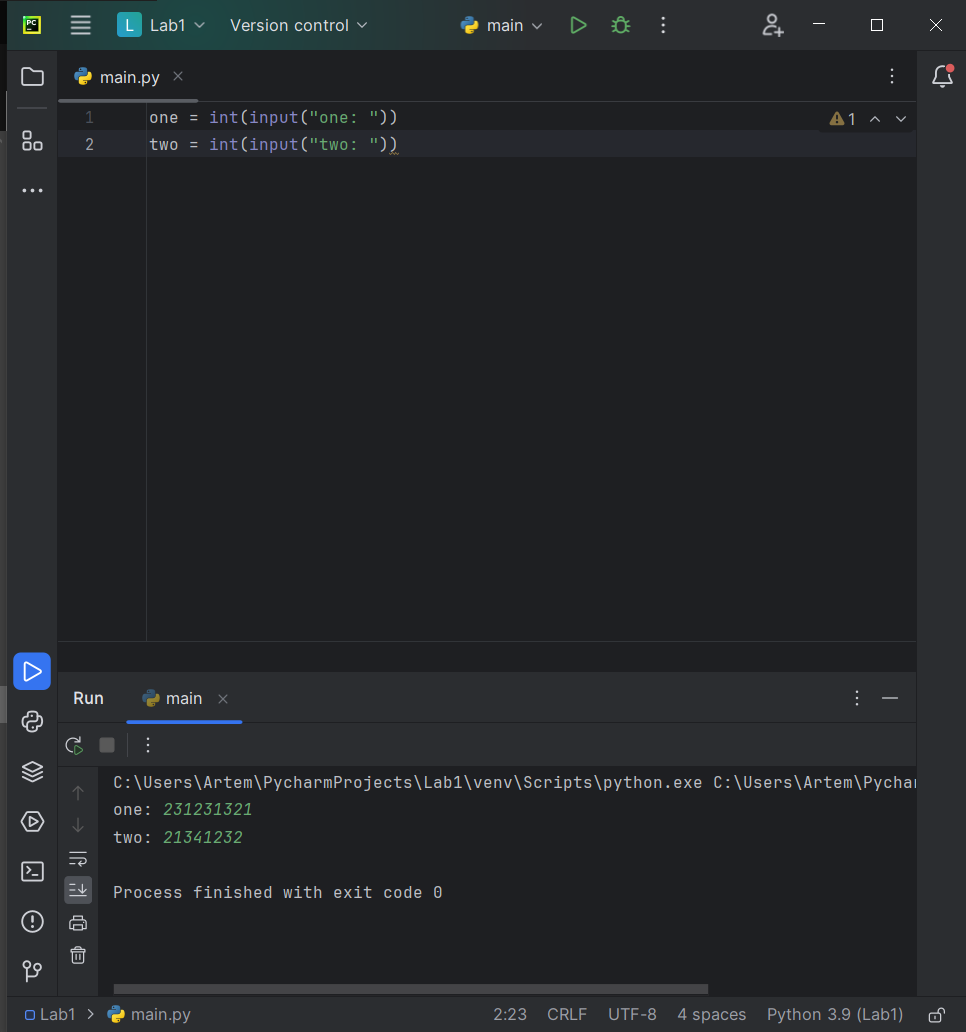 PC
L Lab1 Version control main
main.py
1 one = int(input("one: ")) 1
2 two = int(input("two: "))
Run main
C:\Users\Artem\PycharmProjects\Lab1\venv\Scripts\python.exe C:\Users\Artem\Pychar
one: 231231321
two: 21341232
Process finished with exit code 0
Lab1 main.py 2:23 CRLF UTF-8 4 spaces Python 3.9 (Lab1)